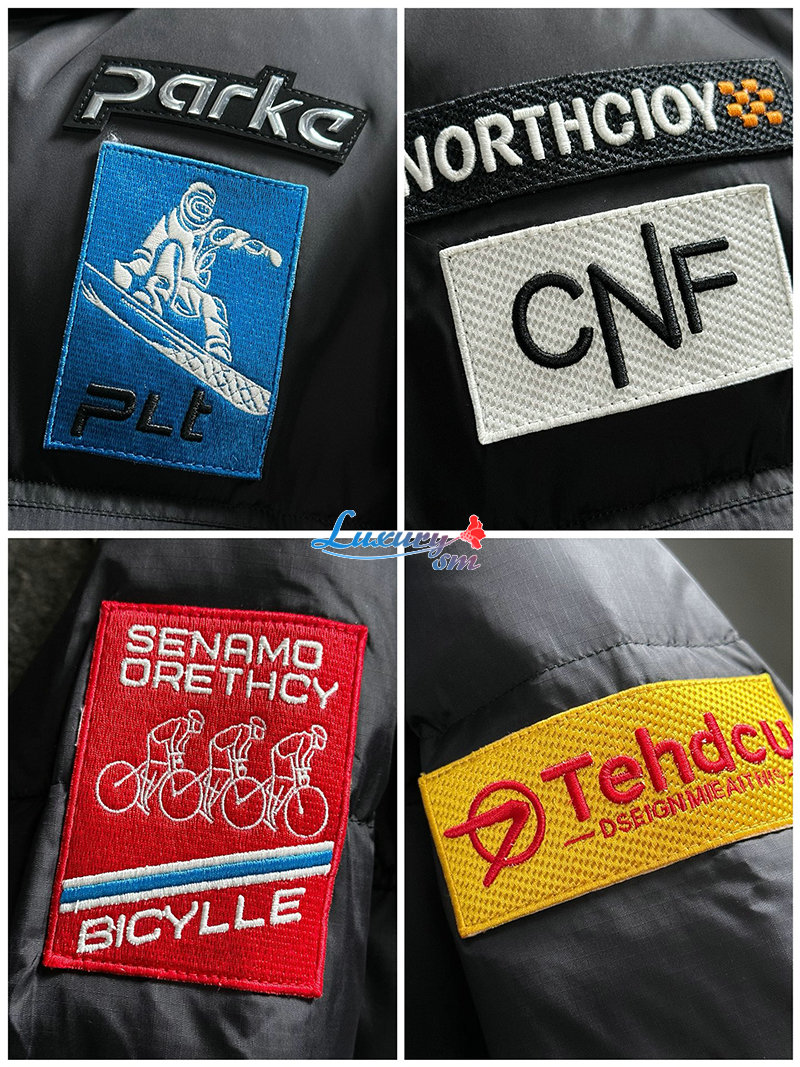 Parke
PLt
NORTHCIOY
CNF
Luxury
sm
SENAMO
ORETHCY
BICYLLE
Tehdcu
DSEIGN MIEAITNS